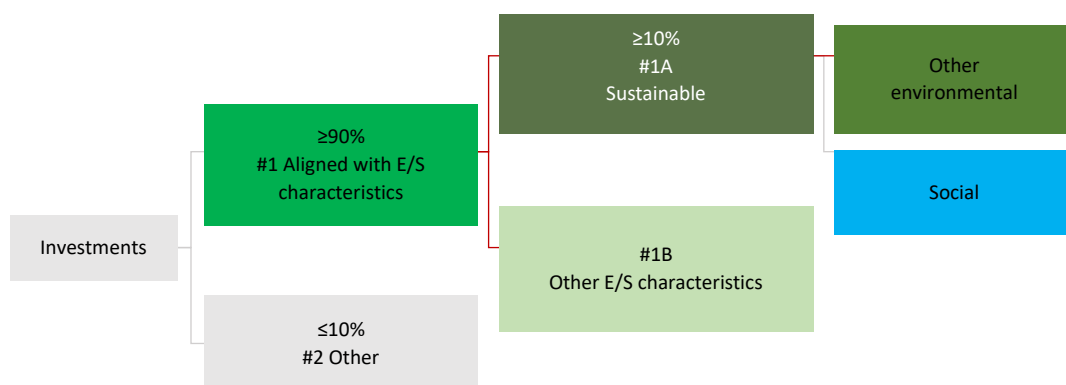 Investments
≥90%
#1 Aligned with E/S
characteristics
≤10%
#2 Other
≥10%
#1A
Sustainable
#1B
Other E/S characteristics
Other
environmental
Social